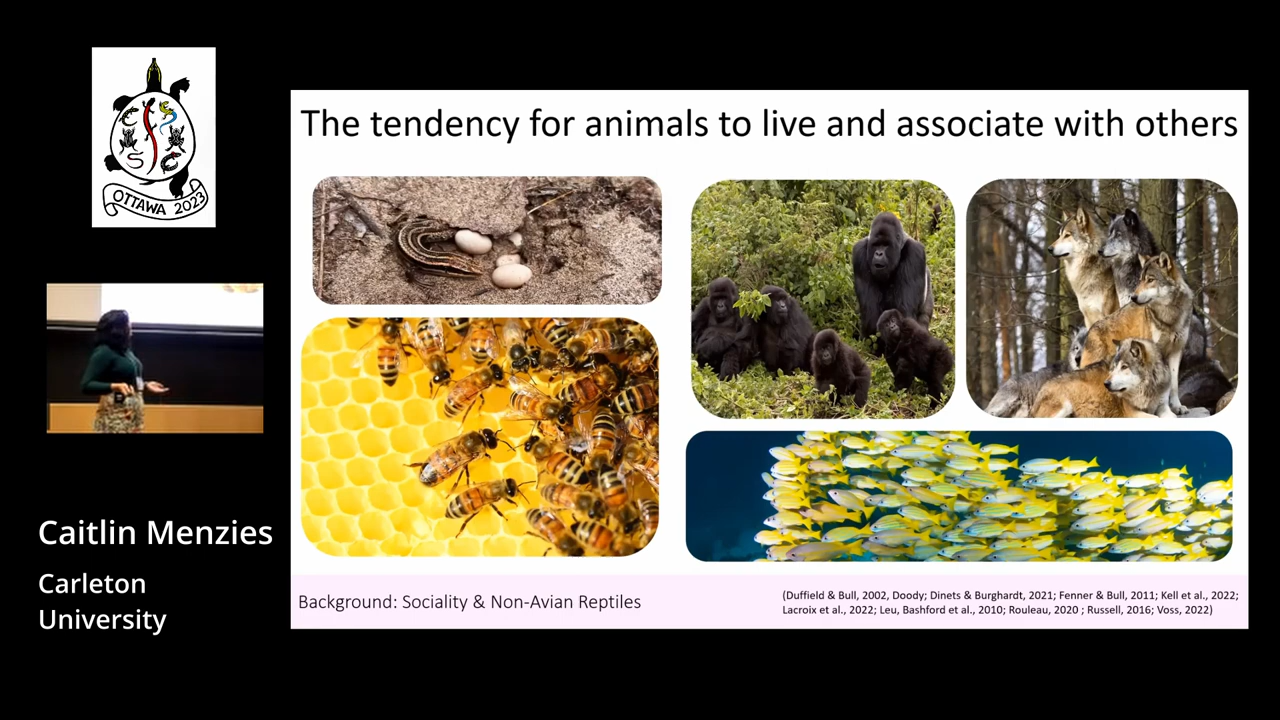 OTTAWA 2023
The tendency for animals to live and associate with others
Caitlin Menzies
Carleton
University
Background: Sociality & Non-Avian Reptiles
(Duffield & Bull, 2002, Doody; Dinets & Burghardt, 2021; Fenner & Bull, 2011; Kell et al., 2022;
Lacroix et al., 2022; Leu, Bashford et al., 2010; Rouleau, 2020 ; Russell, 2016; Voss, 2022)